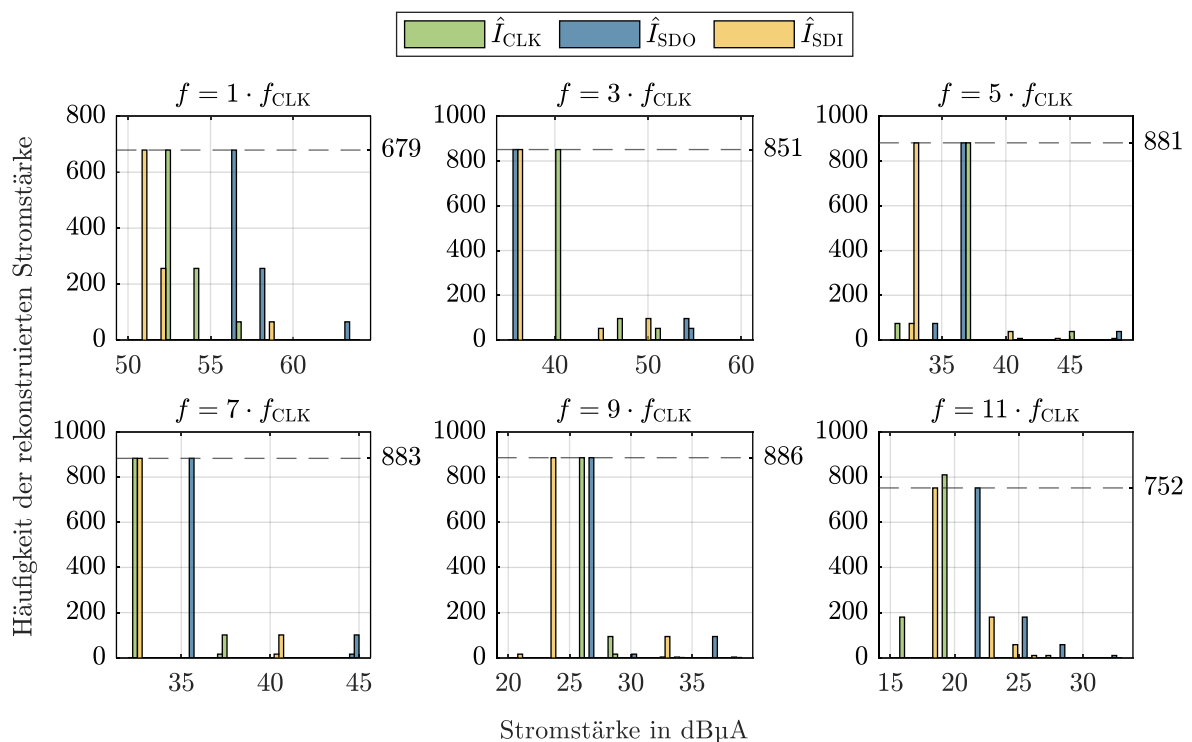 Î_CLK Î_SDO Î_SDI
f = 1 · f_CLK
f = 3 · f_CLK
f = 5 · f_CLK
800
600
400
200
0
679
50 55 60
1000
800
600
400
200
0
851
40 50 60
1000
800
600
400
200
0
881
35 40 45
f = 7 · f_CLK
f = 9 · f_CLK
f = 11 · f_CLK
1000
800
600
400
200
0
883
35 40 45
1000
800
600
400
200
0
886
20 25 30 35
1000
800
600
400
200
0
752
15 20 25 30
Häufigkeit der rekonstruierten Stromstärke
Stromstärke in dBµA